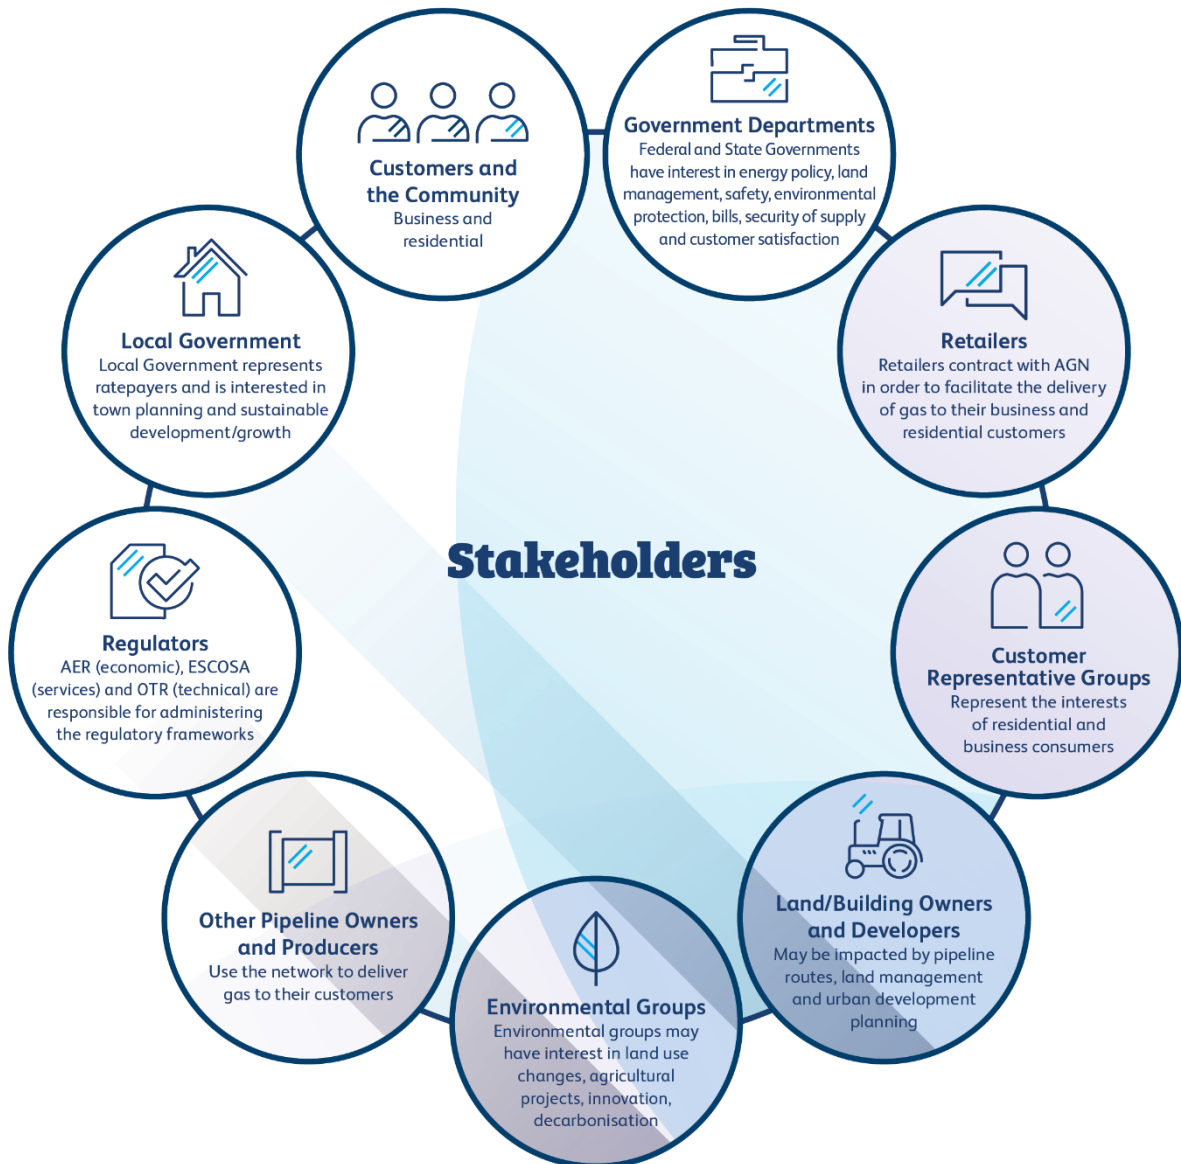 Customers and
the Community
Business and
residential
Government Departments
Federal and State Governments
have interest in energy policy, land
management, safety, environmental
protection, bills, security of supply
and customer satisfaction
Retailers
Retailers contract with AGN
in order to facilitate the delivery
of gas to their business and
residential customers
Customer
Representative Groups
Represent the interests
of residential and
business consumers
Land/Building Owners
and Developers
May be impacted by pipeline
routes, land management
and urban development
planning
Environmental Groups
Environmental groups may
have interest in land use
changes, agricultural
projects, innovation,
decarbonisation
Other Pipeline Owners
and Producers
Use the network to deliver
gas to their customers
Regulators
AER (economic), ESCOSA
(services) and OTR (technical) are
responsible for administering
the regulatory frameworks
Local Government
Local Government represents
ratepayers and is interested in
town planning and sustainable
development/growth
Stakeholders